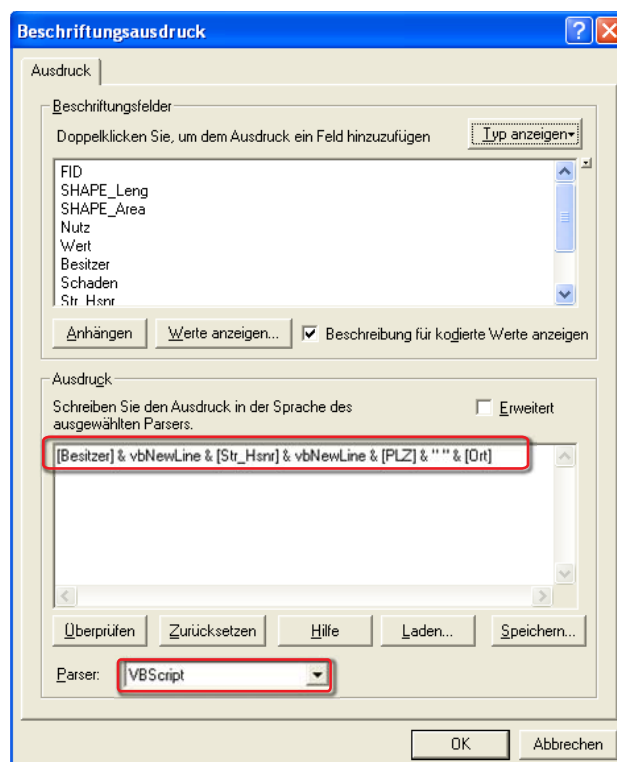 Beschriftungsausdruck
Ausdruck
Beschriftungsfelder
Doppelklicken Sie, um dem Ausdruck ein Feld hinzuzufügen
Typ anzeigen
FID
SHAPE_Leng
SHAPE_Area
Nutz
Wert
Besitzer
Schaden
Str_Hsnr
Anhängen
Werte anzeigen...
Beschreibung für kodierte Werte anzeigen
Ausdruck
Schreiben Sie den Ausdruck in der Sprache des
ausgewählten Parsers.
Erweitert
[Besitzer] & vbNewLine & [Str_Hsnr] & vbNewLine & [PLZ] & " " & [Ort]
Überprüfen
Zurücksetzen
Hilfe
Laden...
Speichern...
Parser:
VBScript
OK
Abbrechen